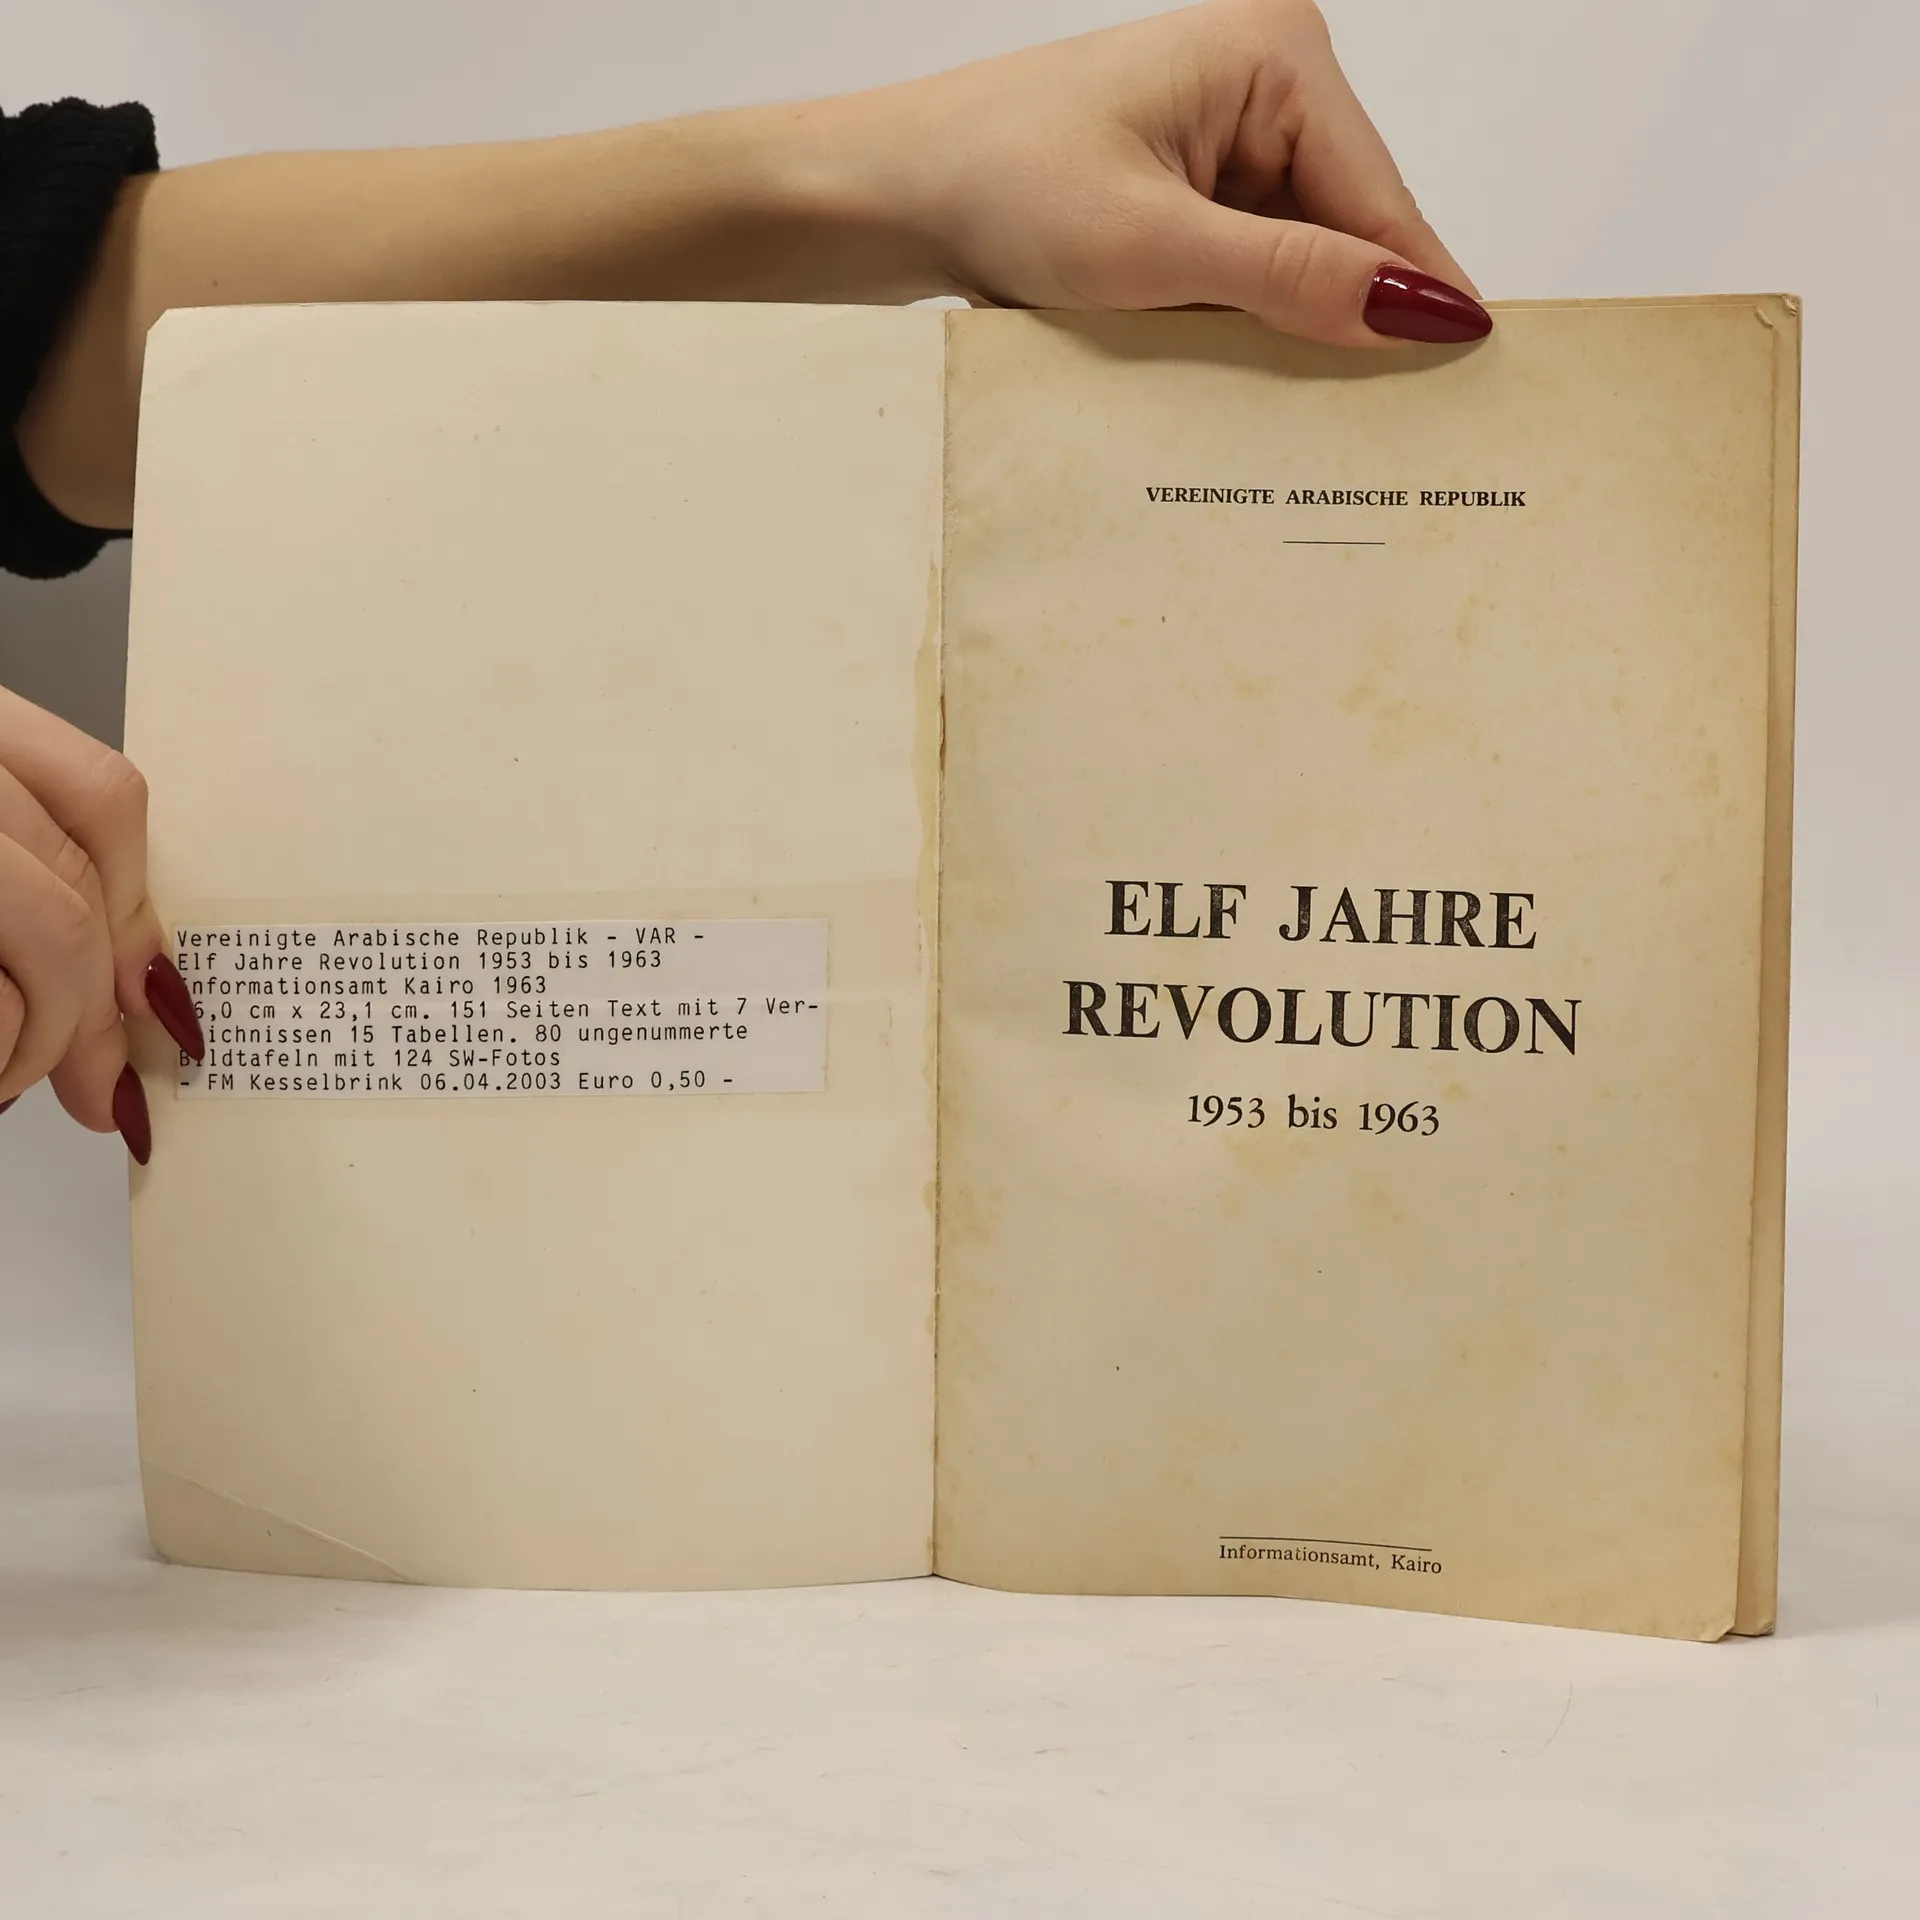 Vereinigte Arabische Republik - VAR -
Elf Jahre Revolution 1953 bis 1963
Kairo 1963
cm x 23,1 cm. 151 Seiten Text mit 7 Ver-
15 Tabellen. 80 ungenummerte
mit 124 SW-Fotos
- FM Kesselbrink 06.04.2003 Euro 0,50 -
VEREINIGTE ARABISCHE REPUBLIK
ELF JAHRE
REVOLUTION
1953 bis 1963
Informationsamt, Kairo